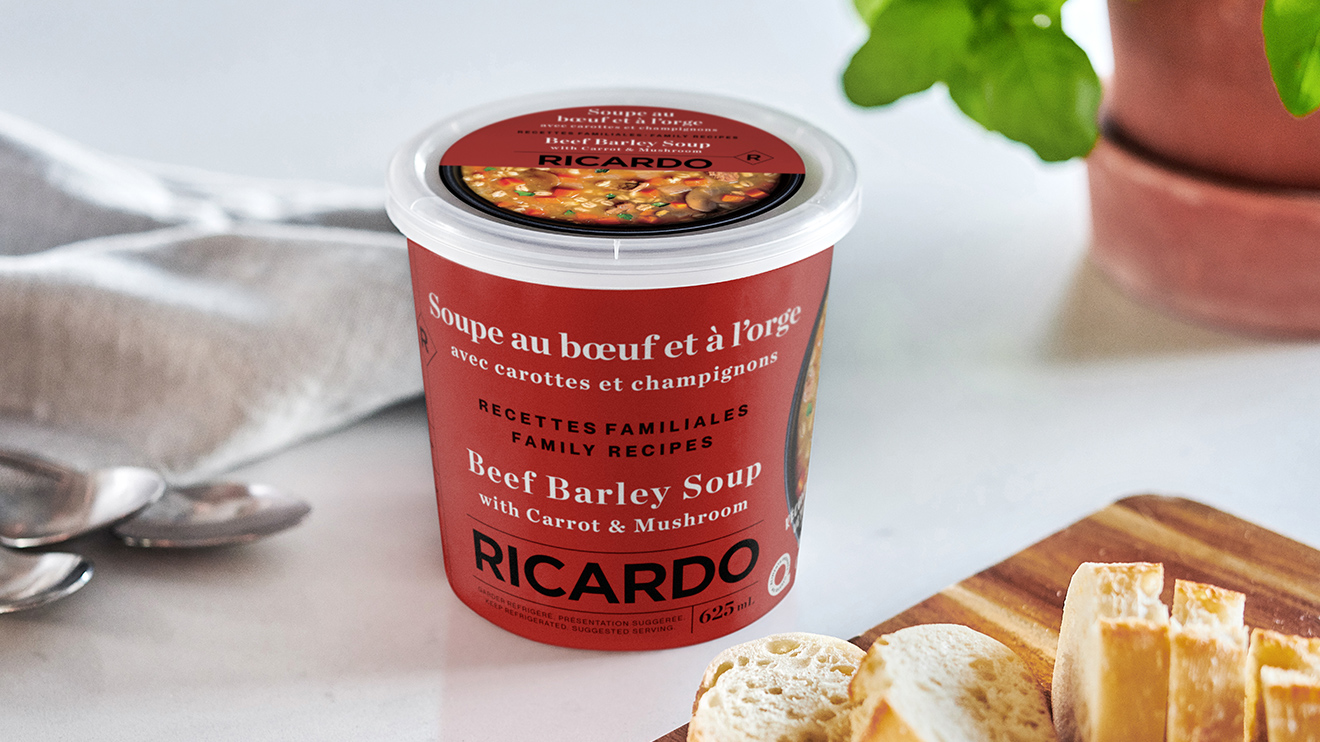 Soupe au
bœuf et à l'orge
avec carottes et champignons
RECETTES FAMILIALES · FAMILY RECIPES
Beef Barley Soup
with Carrot & Mushroom
RICARDO
R
Soupe au bœuf et à l'orge
avec carottes et champignons
R
RECETTES FAMILIALES
FAMILY RECIPES
Beef Barley Soup
with Carrot & Mushroom
RICARDO
GARDER RÉFRIGÉRÉ. PRÉSENTATION SUGGÉRÉE.
KEEP REFRIGERATED. SUGGESTED SERVING.
625 mL